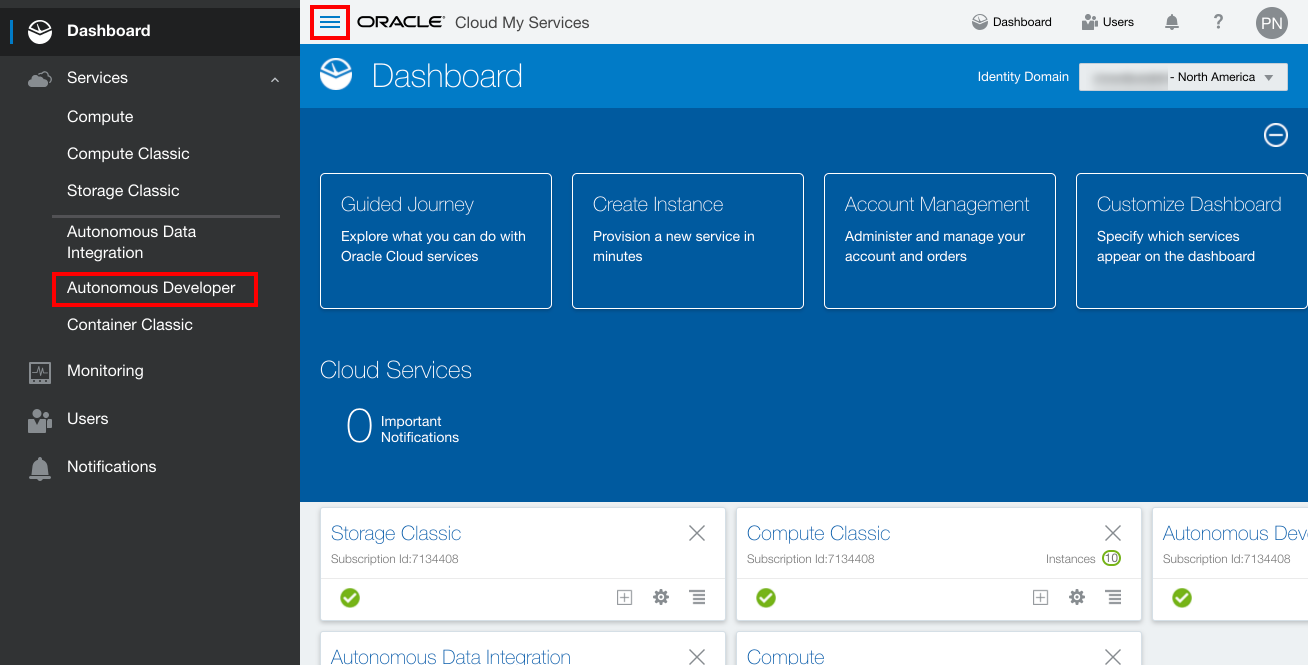 Dashboard
Services
Compute
Compute Classic
Storage Classic
Autonomous Data
Integration
Autonomous Developer
Container Classic
Monitoring
Users
Notifications
ORACLE® Cloud My Services
Dashboard
Users
?
PN
Dashboard
Identity Domain
- North America
Guided Journey
Explore what you can do with
Oracle Cloud services
Create Instance
Provision a new service in
minutes
Account Management
Administer and manage your
account and orders
Customize Dashboard
Specify which services
appear on the dashboard
Cloud Services
0
Important
Notifications
Storage Classic
Subscription Id:7134408
Compute Classic
Subscription Id:7134408
Instances 10
Autonomous Dev
Subscription Id:7134408
Autonomous Data Integration
Compute